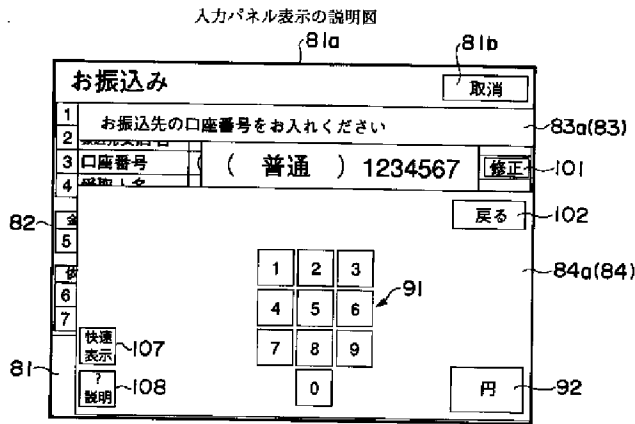 入力パネル表示の説明図
81a
81b
お振込み
取消
1
お振込先の口座番号をお入れください
83a(83)
2
3 口座番号
( 普通 ) 1234567
修正
101
4
戻る
102
82
5
84a(84)
1 2 3
91
4 5 6
6
7
7 8 9
快速
表示
107
81
?
説明
108
0
円
92